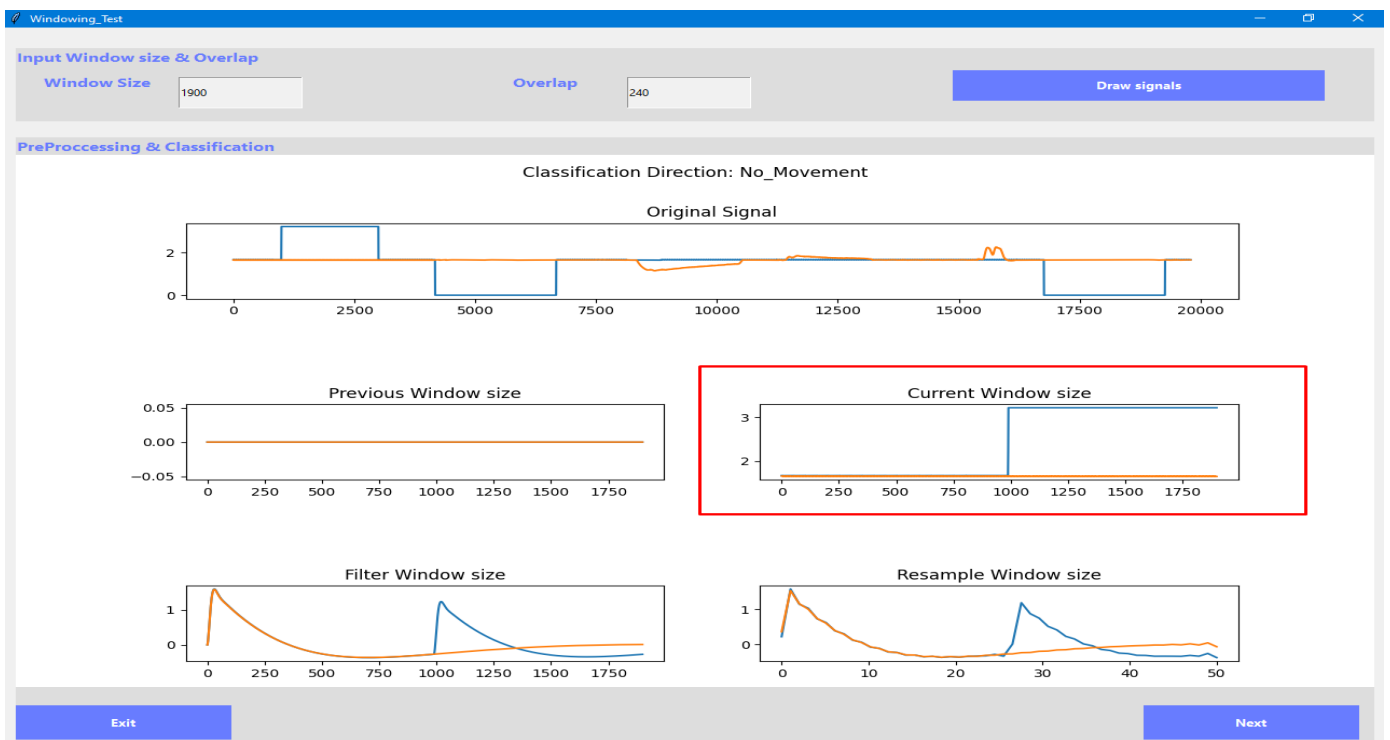 Windowing_Test
Input Window size & Overlap
Window Size 1900 Overlap 240 Draw signals
PreProccessing & Classification
Classification Direction: No_Movement
Original Signal
2
0
0 2500 5000 7500 10000 12500 15000 17500 20000
Previous Window size
0.05
0.00
−0.05
0 250 500 750 1000 1250 1500 1750
Current Window size
3
2
0 250 500 750 1000 1250 1500 1750
Filter Window size
1
0
0 250 500 750 1000 1250 1500 1750
Resample Window size
1
0
0 10 20 30 40 50
Exit Next